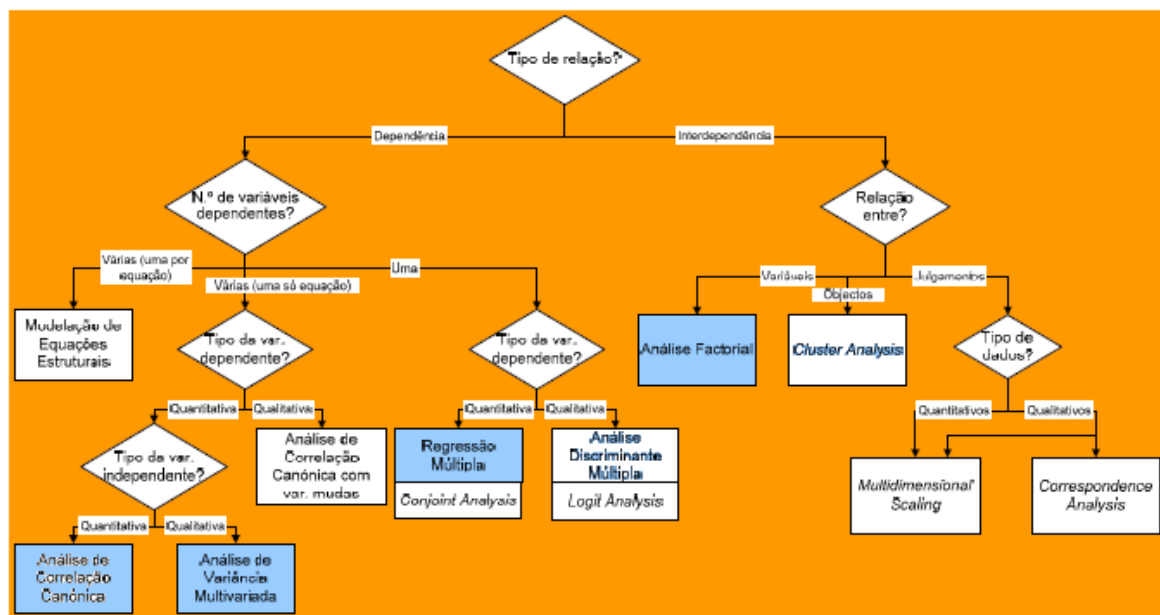 Tipo de relação?
Dependência
Interdependência
N.º de variáveis
dependentes?
Relação
entre?
Várias (uma por
equação)
Várias (uma só equação)
Uma
Variáveis
Objectos
Julgamentos
Modelação de
Equações
Estruturais
Tipo da var.
dependente?
Tipo da var.
dependente?
Análise Factorial
Cluster Analysis
Tipo de
dados?
Quantitativa
Qualitativa
Quantitativa
Qualitativa
Quantitativos
Qualitativos
Tipo da var.
independente?
Análise de
Correlação
Canónica com
var. mudas
Regressão
Múltipla
Conjoint Analysis
Análise
Discriminante
Múltipla
Logit Analysis
Multidimensional
Scaling
Correspondence
Analysis
Quantitativa
Qualitativa
Análise de
Correlação
Canónica
Análise de
Variância
Multivariada